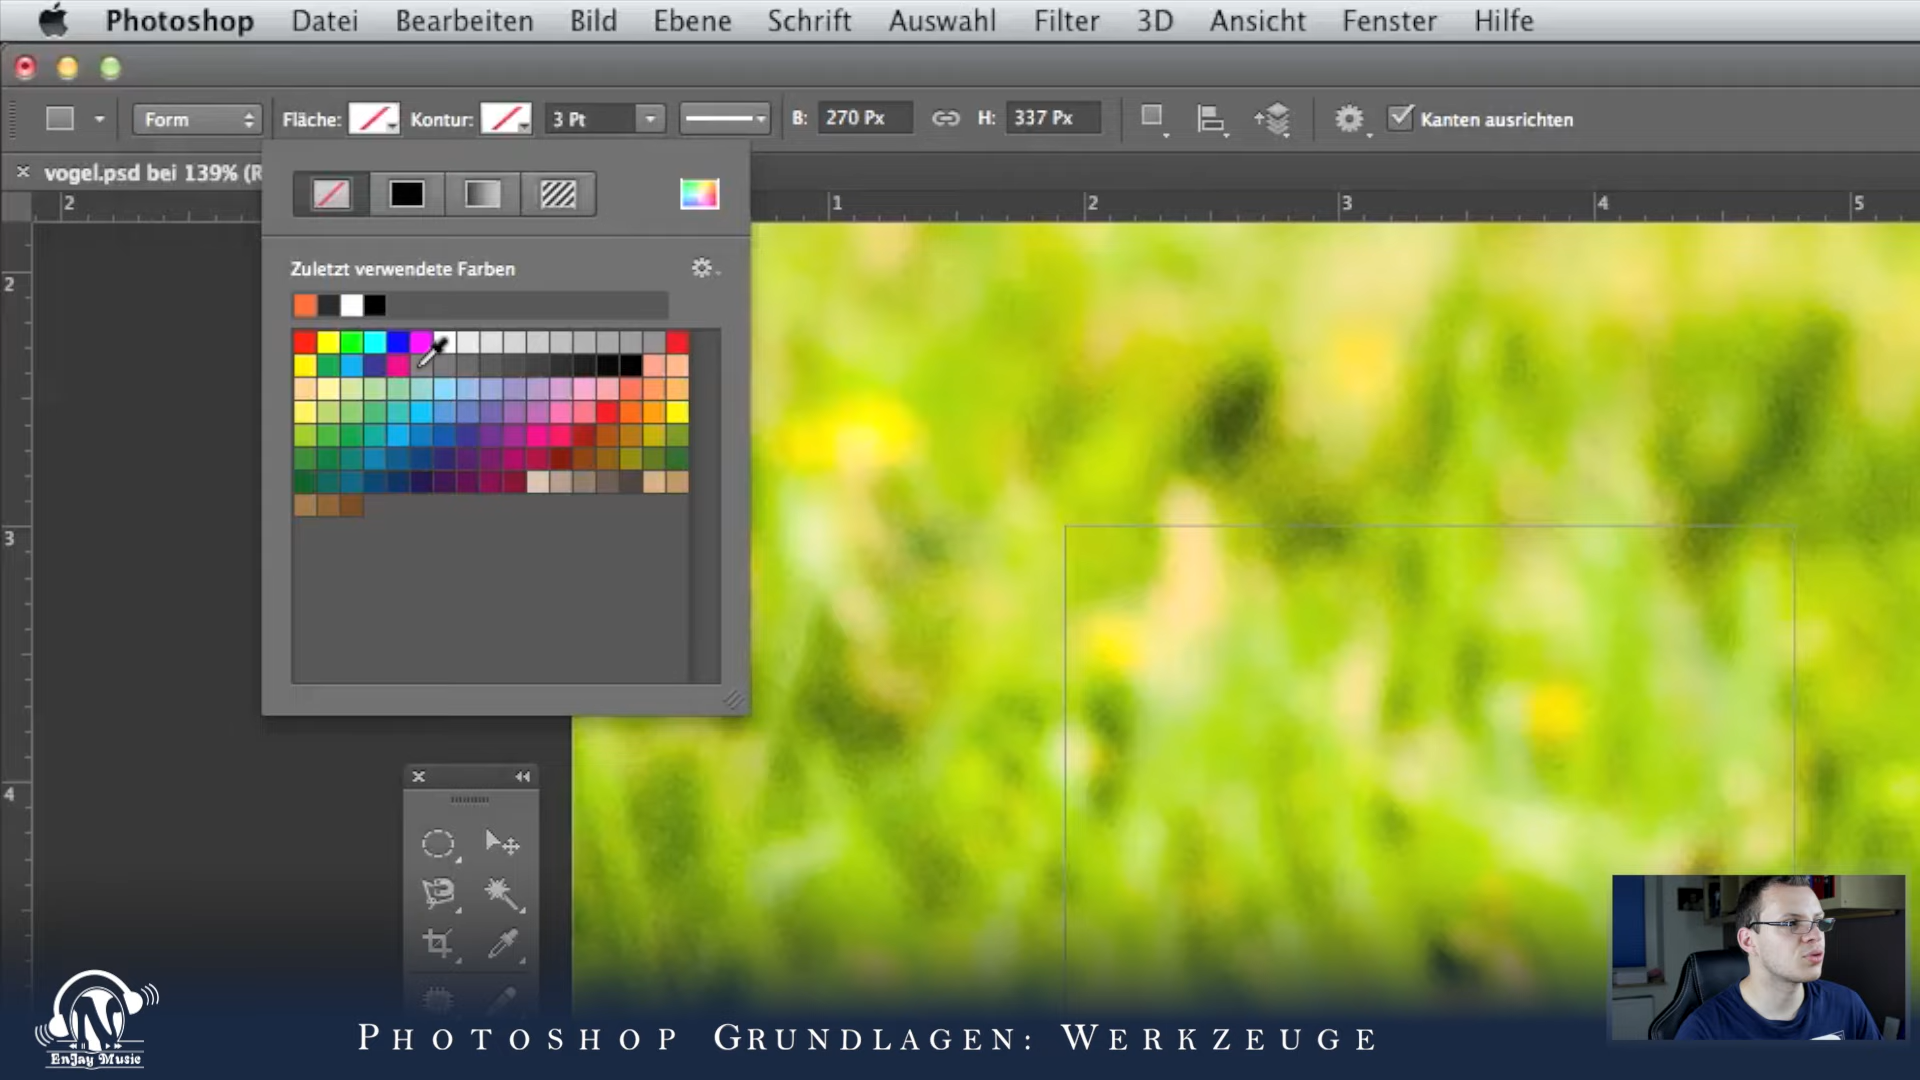 Photoshop Datei Bearbeiten Bild Ebene Schrift Auswahl Filter 3D Ansicht Fenster Hilfe
Form Fläche: Kontur: 3 Pt B: 270 Px H: 337 Px Kanten ausrichten
vogel.psd bei 139% (R
2 1 2 3 4 5
Zuletzt verwendete Farben
2
3
4
EnJay Music
Photoshop Grundlagen: Werkzeuge